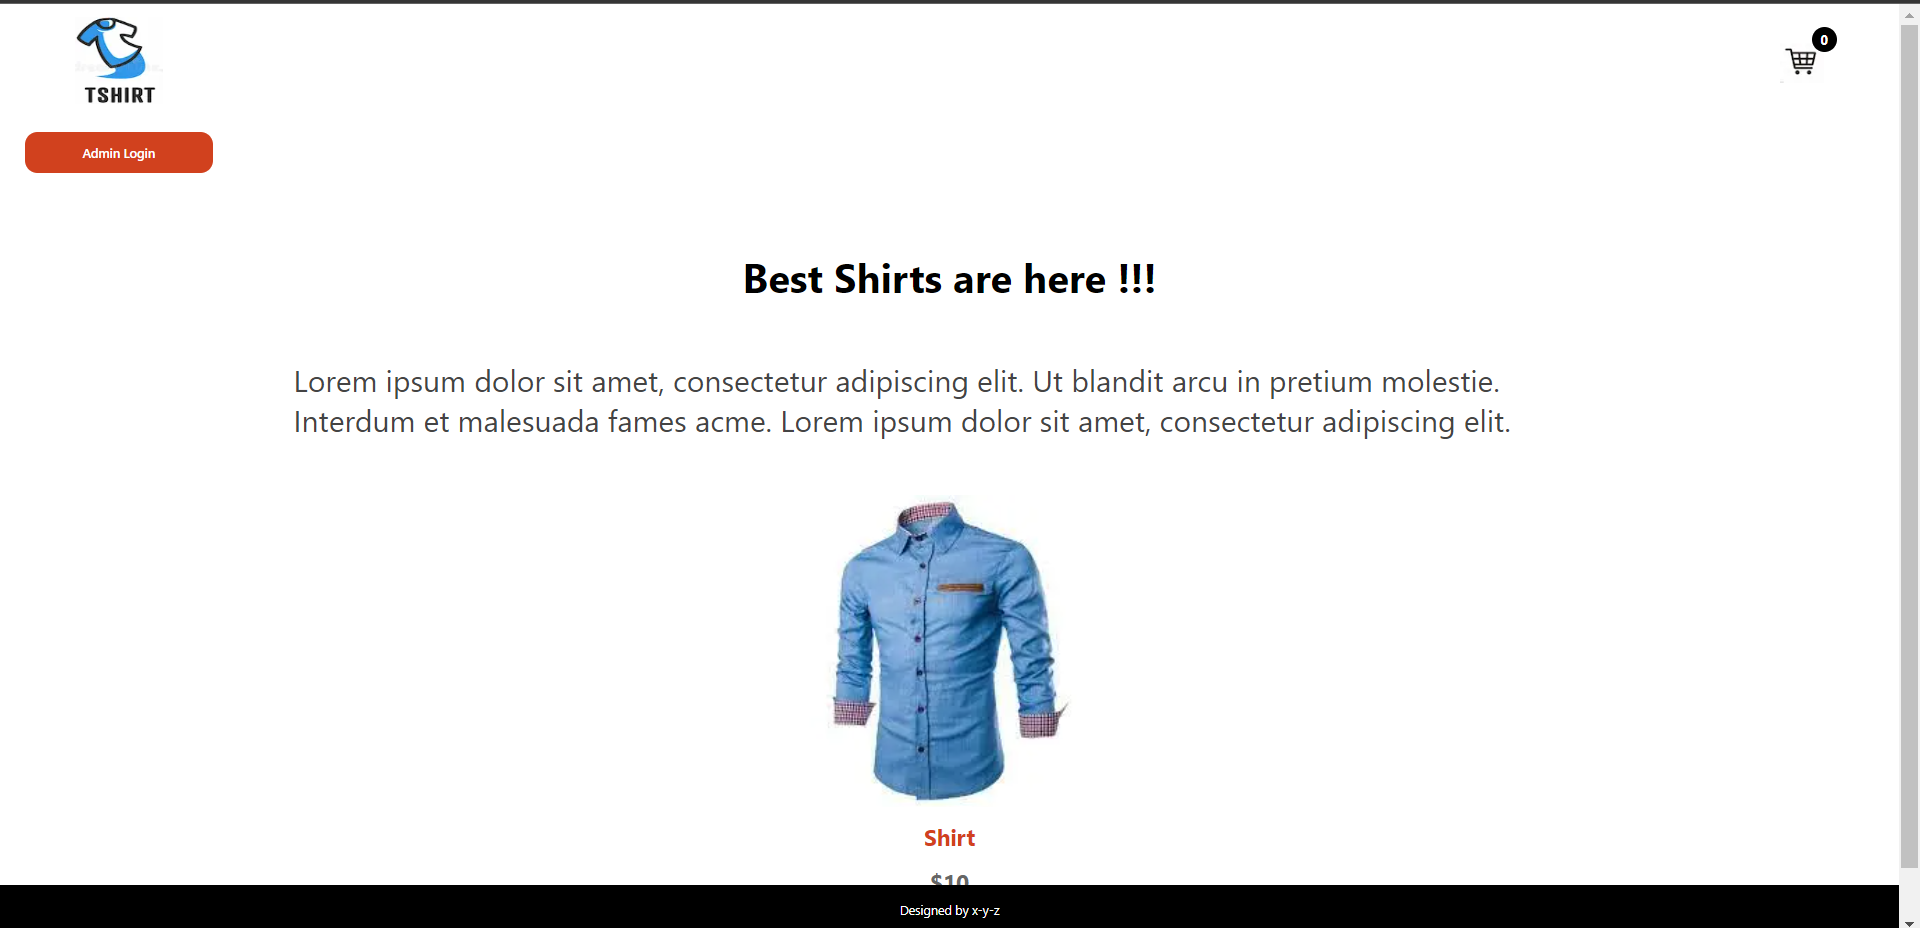 TSHIRT
0
Admin Login
Best Shirts are here !!!
Lorem ipsum dolor sit amet, consectetur adipiscing elit. Ut blandit arcu in pretium molestie.
Interdum et malesuada fames acme. Lorem ipsum dolor sit amet, consectetur adipiscing elit.
Shirt
$10
Designed by x-y-z